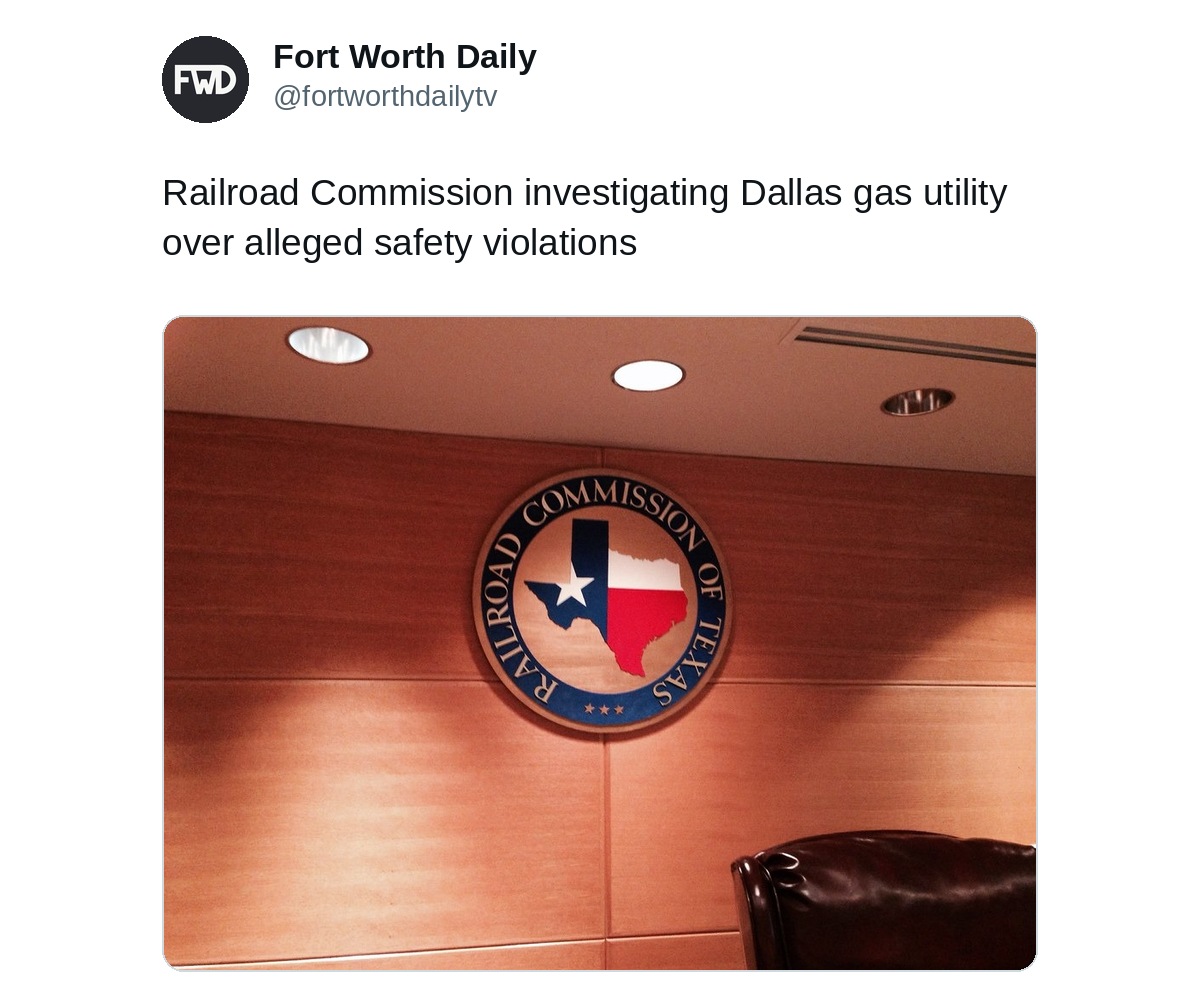 FWD
Fort Worth Daily
@fortworthdailytv
Railroad Commission investigating Dallas gas utility
over alleged safety violations
RAILROAD COMMISSION OF TEXAS